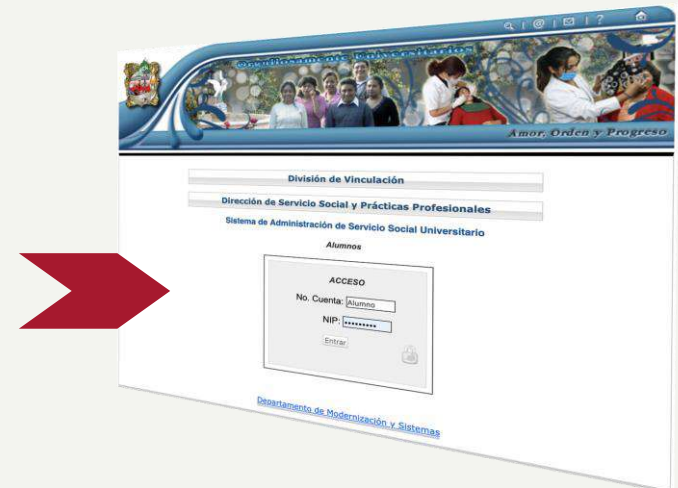 Orgullosamente Universitarios
@ | ?
Amor, Orden y Progreso
División de Vinculación
Dirección de Servicio Social y Prácticas Profesionales
Sistema de Administración de Servicio Social Universitario
Alumnos
ACCESO
No. Cuenta: Alumno
NIP: •••••••••
Entrar
Departamento de Modernización y Sistemas